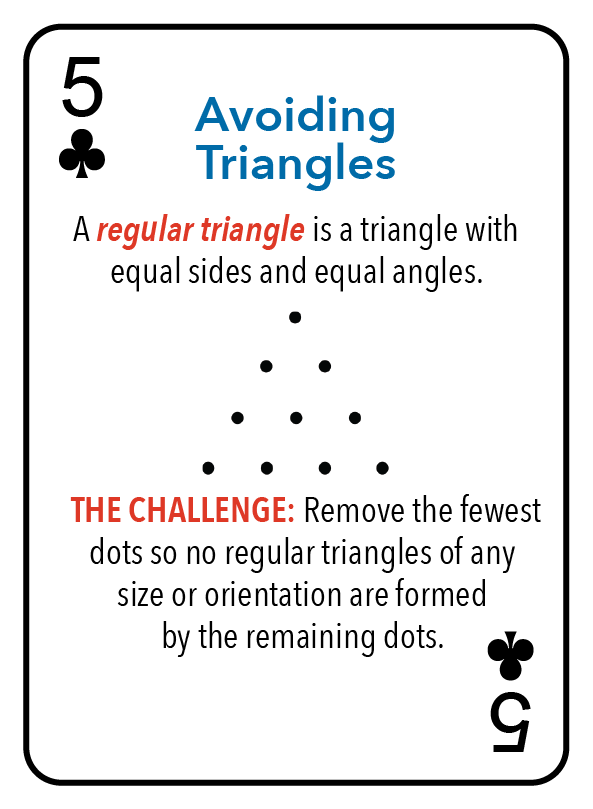 5
Avoiding
Triangles
A regular triangle is a triangle with
equal sides and equal angles.
THE CHALLENGE: Remove the fewest
dots so no regular triangles of any
size or orientation are formed
by the remaining dots.
5